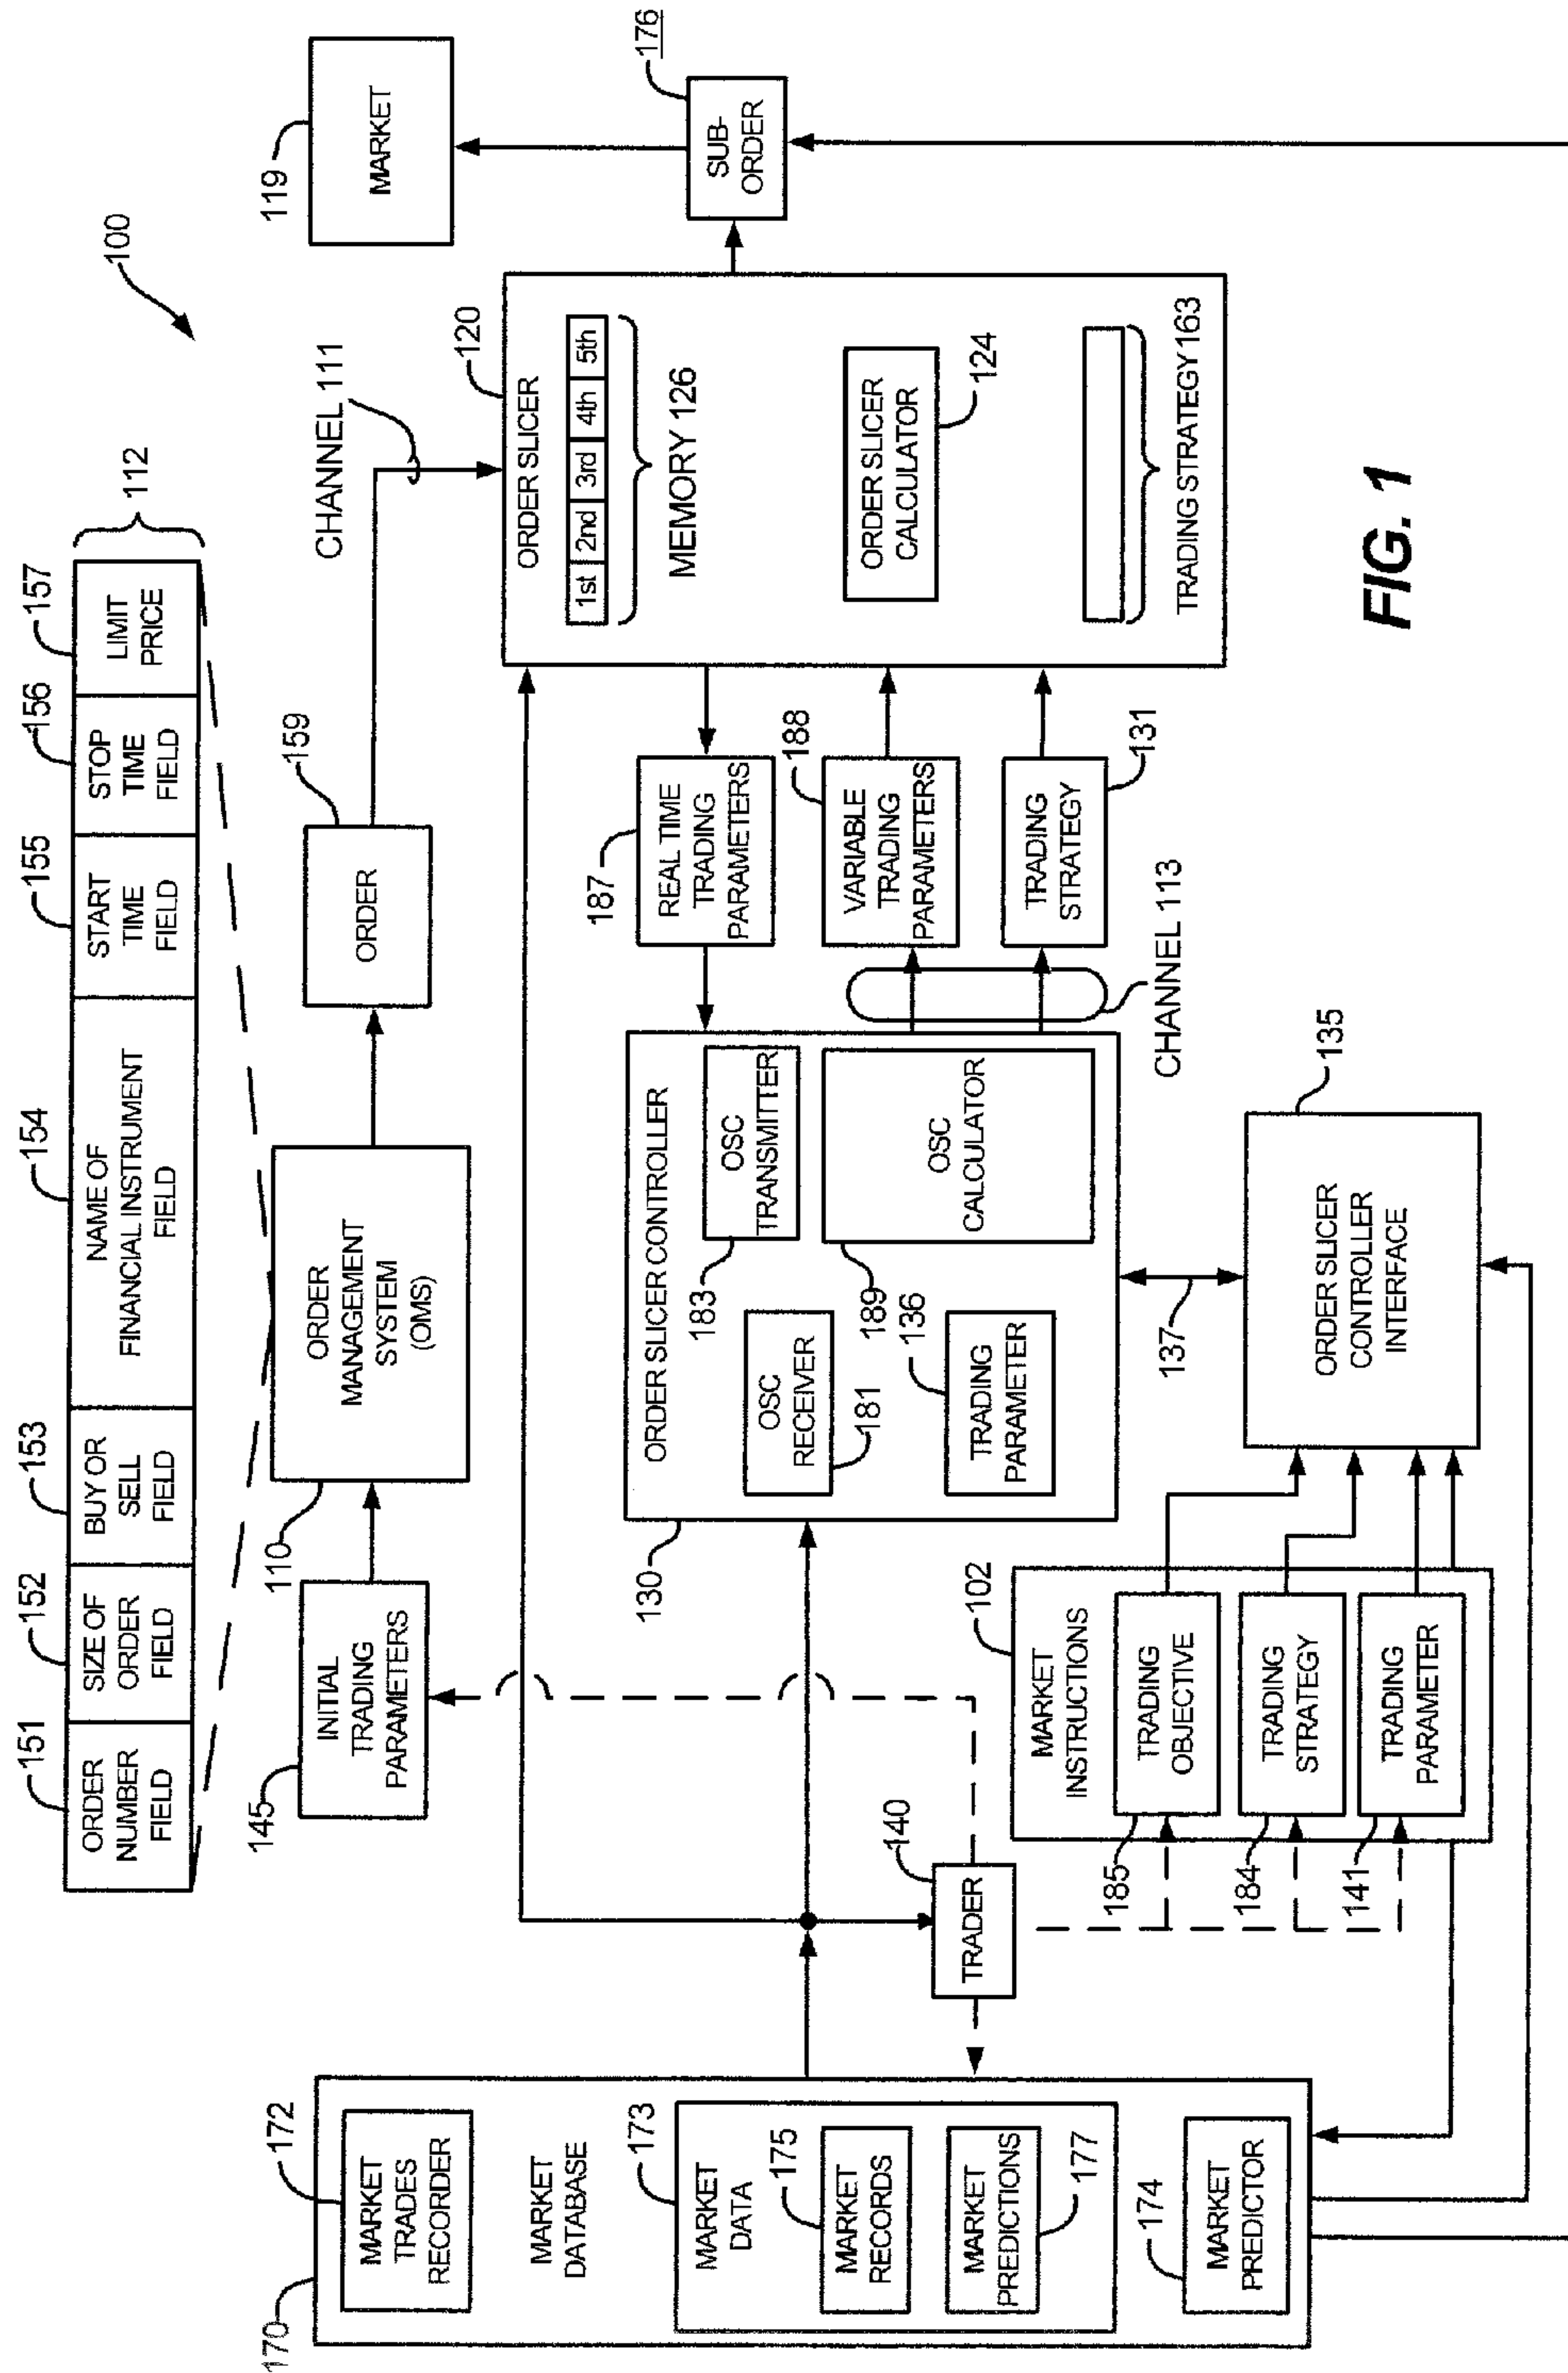 100
112
151
152
153
154
155
156
157
ORDER
NUMBER
FIELD
SIZE OF
ORDER
FIELD
BUY OR
SELL
FIELD
NAME OF
FINANCIAL INSTRUMENT
FIELD
START
TIME
FIELD
STOP
TIME
FIELD
LIMIT
PRICE
145
INITIAL
TRADING
PARAMETERS
110
ORDER
MANAGEMENT
SYSTEM
(OMS)
159
ORDER
CHANNEL 111
119
MARKET
170
172
MARKET
TRADES
RECORDER
MARKET
DATABASE
173
MARKET
DATA
175
MARKET
RECORDS
MARKET
PREDICTIONS
177
174
MARKET
PREDICTOR
140
TRADER
130
ORDER SLICER CONTROLLER
OSC
RECEIVER
181
OSC
TRANSMITTER
183
136
TRADING
PARAMETER
189
OSC
CALCULATOR
187
REAL TIME
TRADING
PARAMETERS
188
VARIABLE
TRADING
PARAMETERS
TRADING
STRATEGY
131
CHANNEL 113
120
ORDER SLICER
1st
2nd
3rd
4th
5th
MEMORY 126
ORDER SLICER
CALCULATOR
124
TRADING STRATEGY 163
SUB-
ORDER
176
102
MARKET
INSTRUCTIONS
TRADING
OBJECTIVE
185
TRADING
STRATEGY
184
TRADING
PARAMETER
141
137
135
ORDER SLICER
CONTROLLER
INTERFACE
FIG. 1